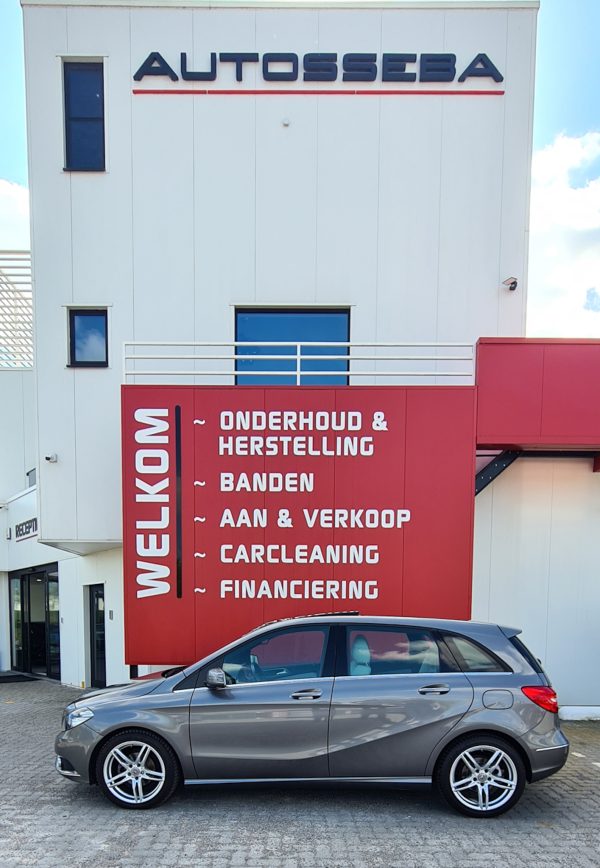 AUTOSSEBA
WELKOM
~ ONDERHOUD &
HERSTELLING
~ BANDEN
~ AAN & VERKOOP
~ CARCLEANING
~ FINANCIERING